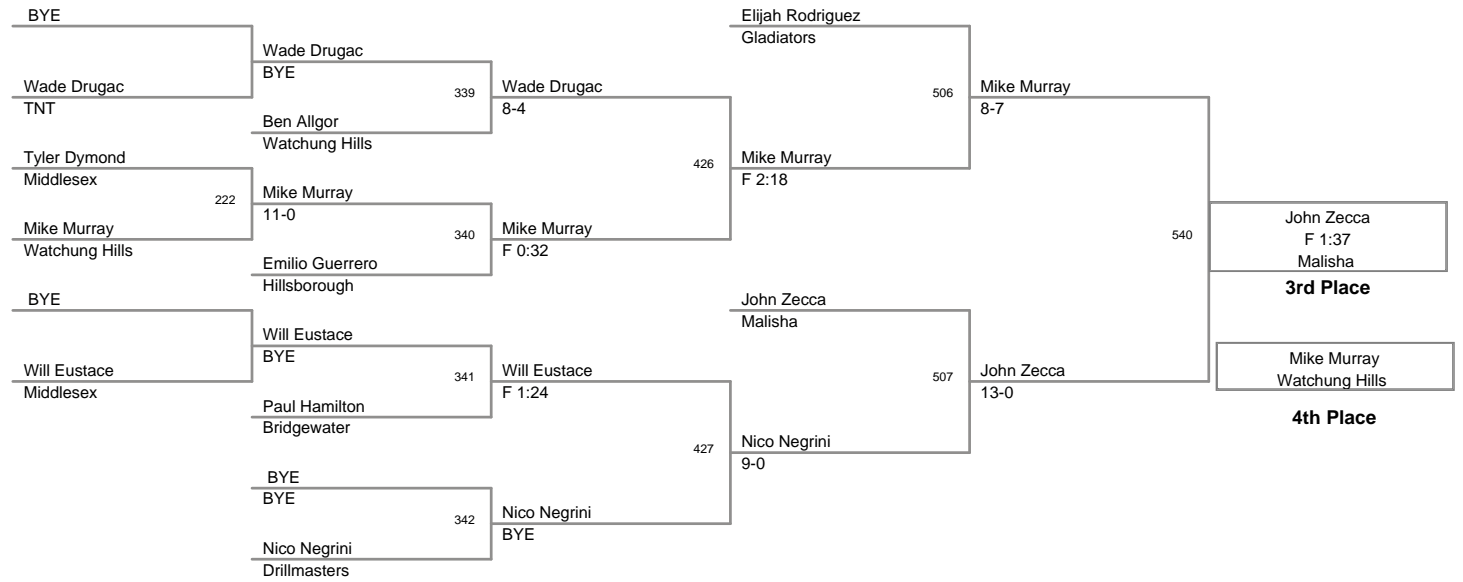 BYE
Wade Drugac
TNT
Tyler Dymond
Middlesex
222
Mike Murray
Watchung Hills
BYE
Will Eustace
Middlesex
Wade Drugac
BYE
339
Ben Allgor
Watchung Hills
Mike Murray
11-0
340
Emilio Guerrero
Hillsborough
Will Eustace
BYE
341
Paul Hamilton
Bridgewater
BYE
BYE
342
Nico Negrini
Drillmasters
Wade Drugac
8-4
426
Mike Murray
F 0:32
Will Eustace
F 1:24
427
Nico Negrini
BYE
Elijah Rodriguez
Gladiators
506
Mike Murray
F 2:18
John Zecca
Malisha
507
Nico Negrini
9-0
Mike Murray
8-7
540
John Zecca
13-0
John Zecca
F 1:37
Malisha
3rd Place
Mike Murray
Watchung Hills
4th Place